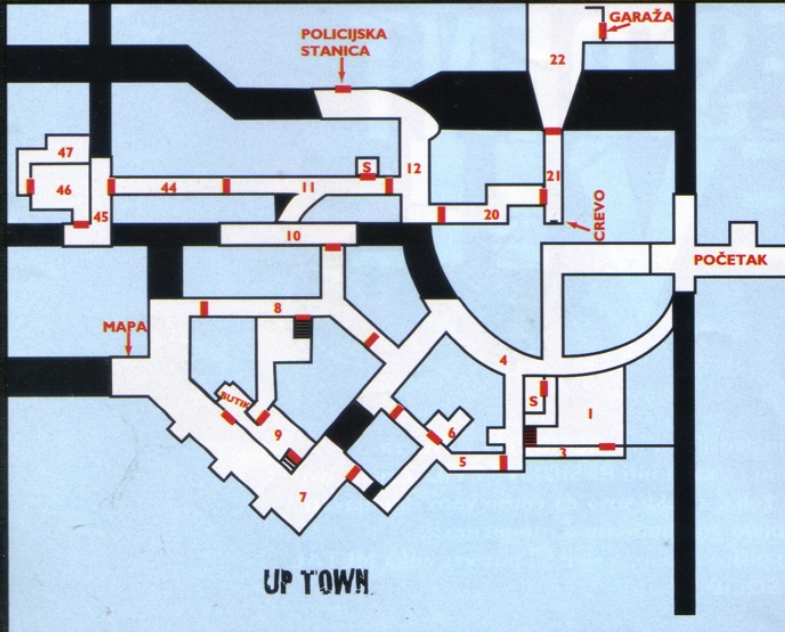 GARAŽA
POLICIJSKA
STANICA
22
47
S
12
46
44
11
21
45
20
CREVO
10
POČETAK
8
MAPA
4
BUTIK
S
1
9
6
3
5
7
UP TOWN